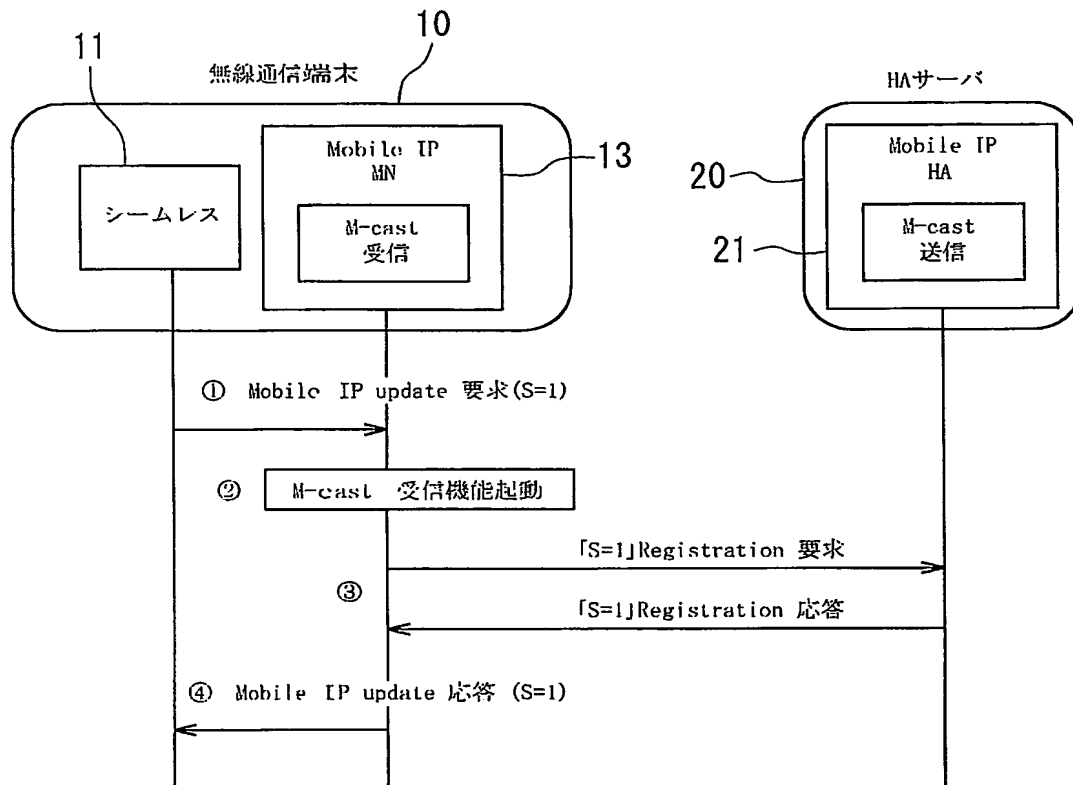 10
11
無線通信端末
HAサーバ
Mobile IP
MN
13
シームレス
M-cast
受信
Mobile IP
HA
20
21
M-cast
送信
① Mobile IP update 要求(S=1)
② M-cast 受信機能起動
「S=1」Registration 要求
③
「S=1」Registration 応答
④ Mobile IP update 応答 (S=1)